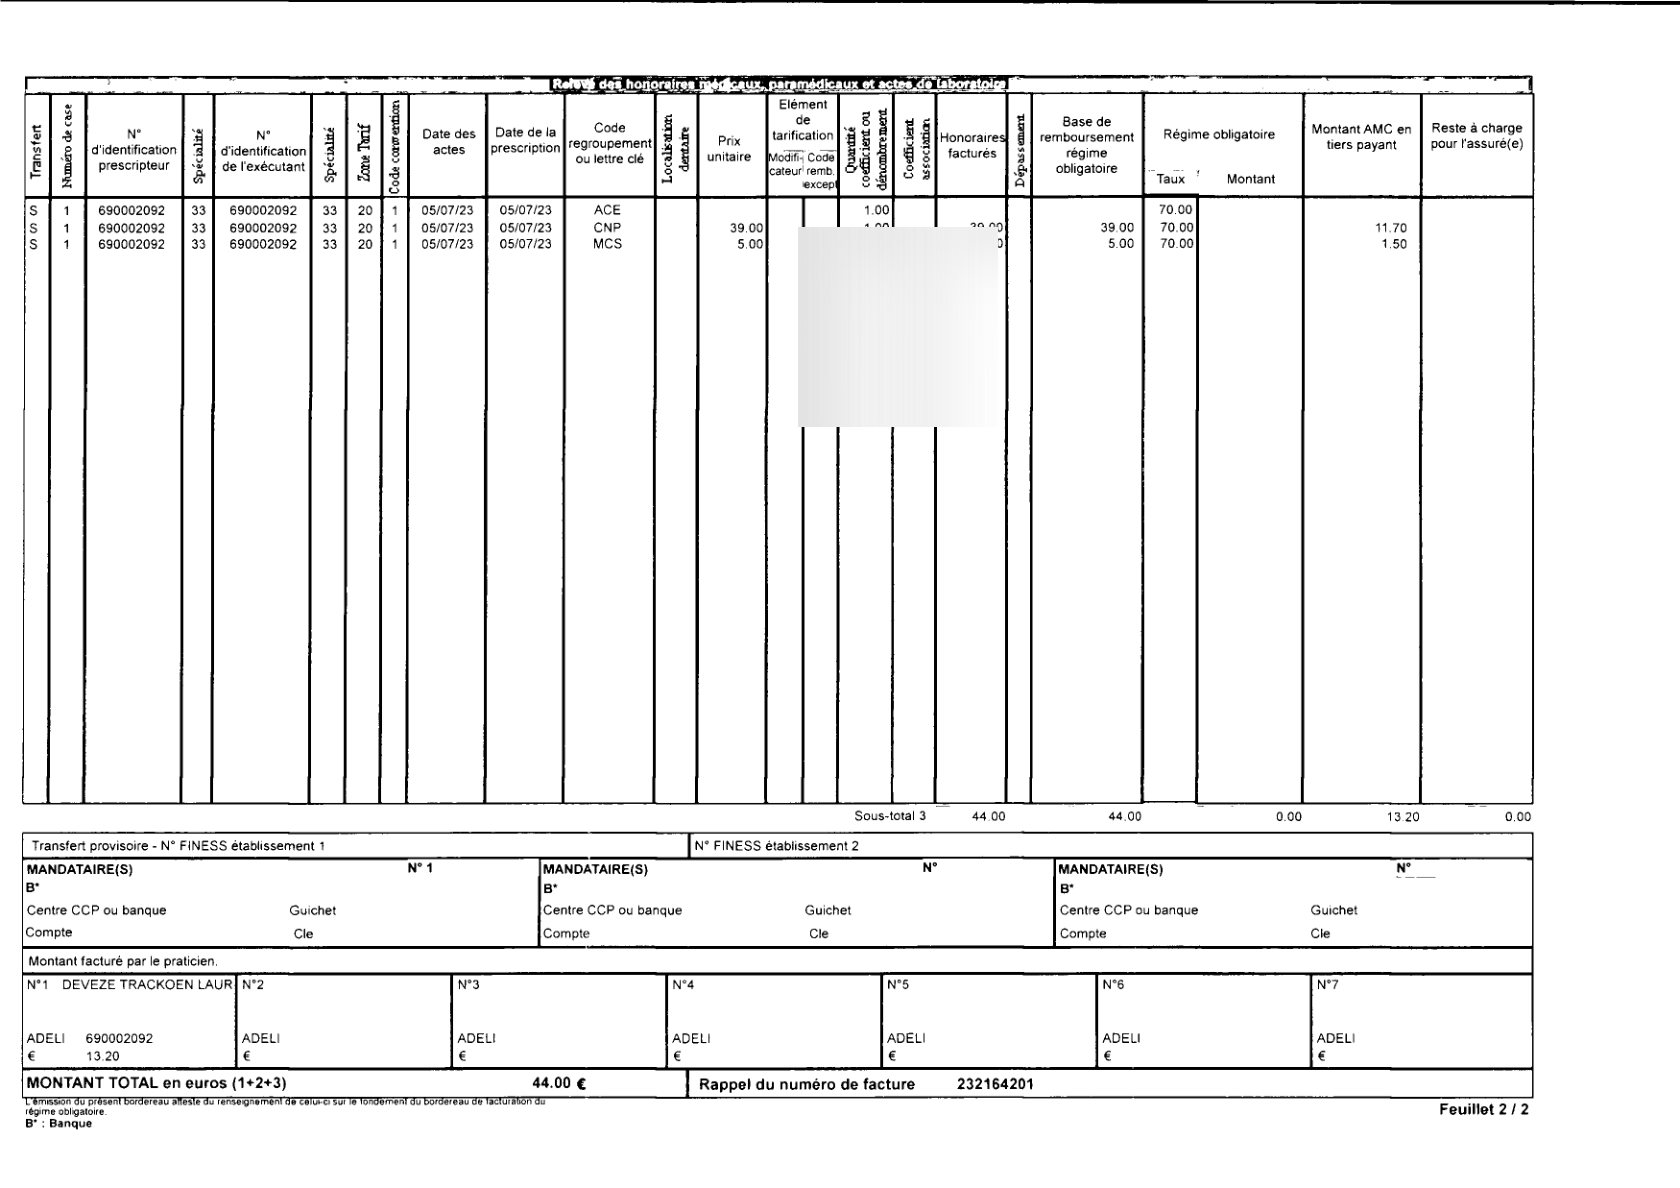 Relevé des honoraires médicaux, paramédicaux et actes de laboratoire
Transfert
Numéro de case
N° d'identification prescripteur
Spécialité
N° d'identification de l'exécutant
Spécialité
Zone Tarif
Code convention
Date des actes
Date de la prescription
Code regroupement ou lettre clé
Localisation dentaire
Prix unitaire
Elément de tarification
Modifi-cateur
Code remb. except
Quantité coefficient ou dénombrement
Coefficient association
Honoraires facturés
Dépassement
Base de remboursement régime obligatoire
Régime obligatoire
Taux
Montant
Montant AMC en tiers payant
Reste à charge pour l'assuré(e)
S 1 690002092 33 690002092 33 20 1 05/07/23 05/07/23 ACE 1.00 70.00
S 1 690002092 33 690002092 33 20 1 05/07/23 05/07/23 CNP 39.00 39.00 70.00 11.70
S 1 690002092 33 690002092 33 20 1 05/07/23 05/07/23 MCS 5.00 5.00 70.00 1.50
Sous-total 3 44.00 44.00 0.00 13.20 0.00
Transfert provisoire - N° FINESS établissement 1 N° FINESS établissement 2
MANDATAIRE(S) N° 1 MANDATAIRE(S) N° MANDATAIRE(S) N°
B* B* B*
Centre CCP ou banque Guichet Centre CCP ou banque Guichet Centre CCP ou banque Guichet
Compte Cle Compte Cle Compte Cle
Montant facturé par le praticien.
N°1 DEVEZE TRACKOEN LAUR N°2 N°3 N°4 N°5 N°6 N°7
ADELI 690002092 ADELI ADELI ADELI ADELI ADELI ADELI
€ 13.20 € € € € € €
MONTANT TOTAL en euros (1+2+3) 44.00 € Rappel du numéro de facture 232164201
L'émission du présent bordereau atteste du renseignement de celui-ci sur le fondement du bordereau de facturation du
régime obligatoire.
B* : Banque
Feuillet 2 / 2